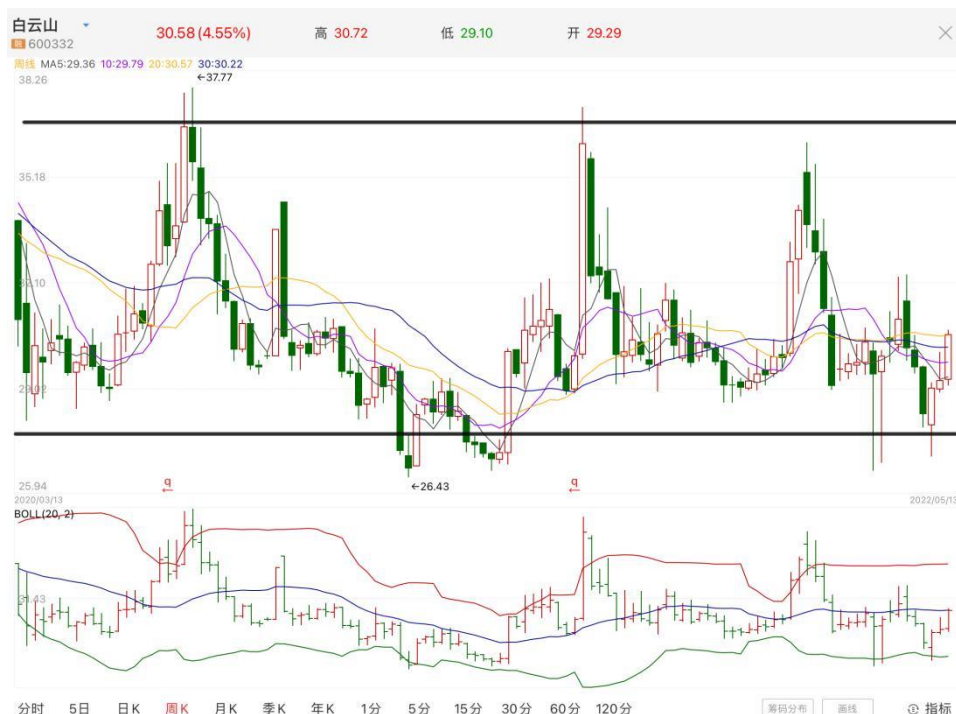 白云山
融 600332
30.58 (4.55%) 高 30.72 低 29.10 开 29.29
周线 MA5:29.36 10:29.79 20:30.57 30:30.22
38.26
←37.77
35.18
32.10
29.02
←26.43
25.94
q
q
2020/03/13
2022/05/13
BOLL(20, 2)
31.43
分时 5日 日K 周K 月K 季K 年K 1分 5分 15分 30分 60分 120分 筹码分布 画线 指标